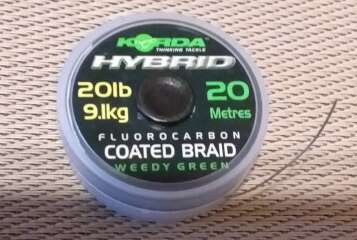 KORDA
THINKING TACKLE
HYBRID
20lb 20
9.1kg Metres
FLUOROCARBON
COATED BRAID
WEEDY GREEN